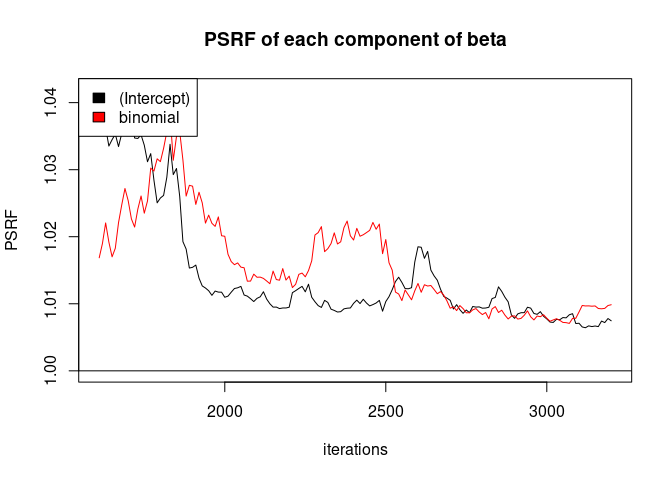 PSRF of each component of beta
(Intercept)
binomial
PSRF
1.04
1.03
1.02
1.01
1.00
2000
2500
3000
iterations